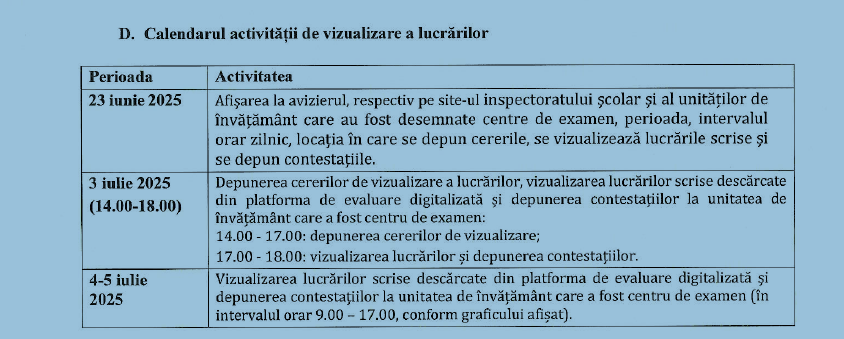 D. Calendarul activității de vizualizare a lucrărilor
Perioada
Activitatea
23 iunie 2025
Afișarea la avizierul, respectiv pe site-ul inspectoratului școlar și al unităților de
învățământ care au fost desemnate centre de examen, perioada, intervalul
orar zilnic, locația în care se depun cererile, se vizualizează lucrările scrise și
se depun contestațiile.
3 iulie 2025
(14.00-18.00)
Depunerea cererilor de vizualizare a lucrărilor, vizualizarea lucrărilor scrise descărcate
din platforma de evaluare digitalizată și depunerea contestațiilor la unitatea de
învățământ care a fost centru de examen:
14.00 - 17.00: depunerea cererilor de vizualizare;
17.00 - 18.00: vizualizarea lucrărilor și depunerea contestațiilor.
4-5 iulie
2025
Vizualizarea lucrărilor scrise descărcate din platforma de evaluare digitalizată și
depunerea contestațiilor la unitatea de învățământ care a fost centru de examen (în
intervalul orar 9.00 – 17.00, conform graficului afișat).